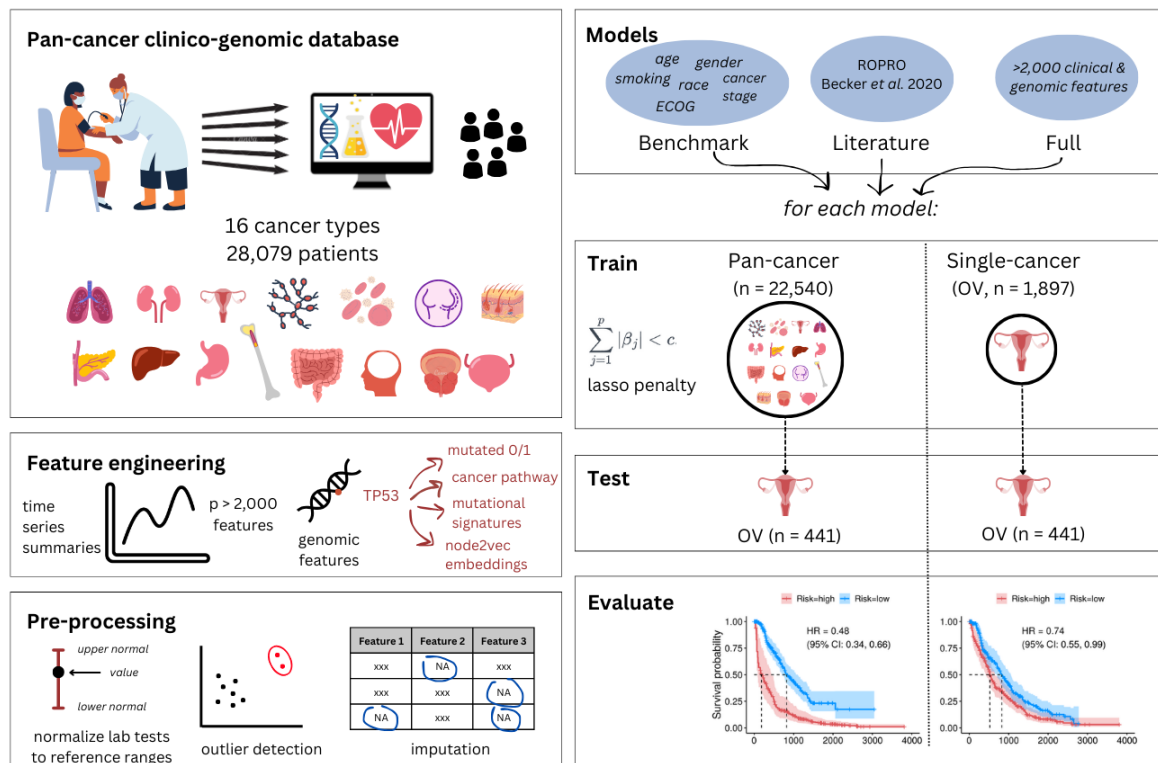 Pan-cancer clinico-genomic database
16 cancer types
28,079 patients
Feature engineering
time
series
summaries
p > 2,000
features
genomic
features
TP53
mutated 0/1
cancer pathway
mutational
signatures
node2vec
embeddings
Pre-processing
upper normal
value
lower normal
normalize lab tests
to reference ranges
outlier detection
Feature 1 Feature 2 Feature 3
xxx NA xxx
xxx xxx NA
NA xxx NA
imputation
Models
age gender
smoking race cancer
stage
ECOG
Benchmark
ROPRO
Becker et al. 2020
Literature
>2,000 clinical &
genomic features
Full
for each model:
Train
Pan-cancer
(n = 22,540)
Single-cancer
(OV, n = 1,897)
p
∑ |βj| < c.
j=1
lasso penalty
Test
OV (n = 441)
OV (n = 441)
Evaluate
Risk=high Risk=low
HR = 0.48
(95% CI: 0.34, 0.66)
Survival probability
1.00
0.75
0.50
0.25
0.00
0 1000 2000 3000 4000
Risk=high Risk=low
HR = 0.74
(95% CI: 0.55, 0.99)
1.00
0.75
0.50
0.25
0.00
0 1000 2000 3000 4000